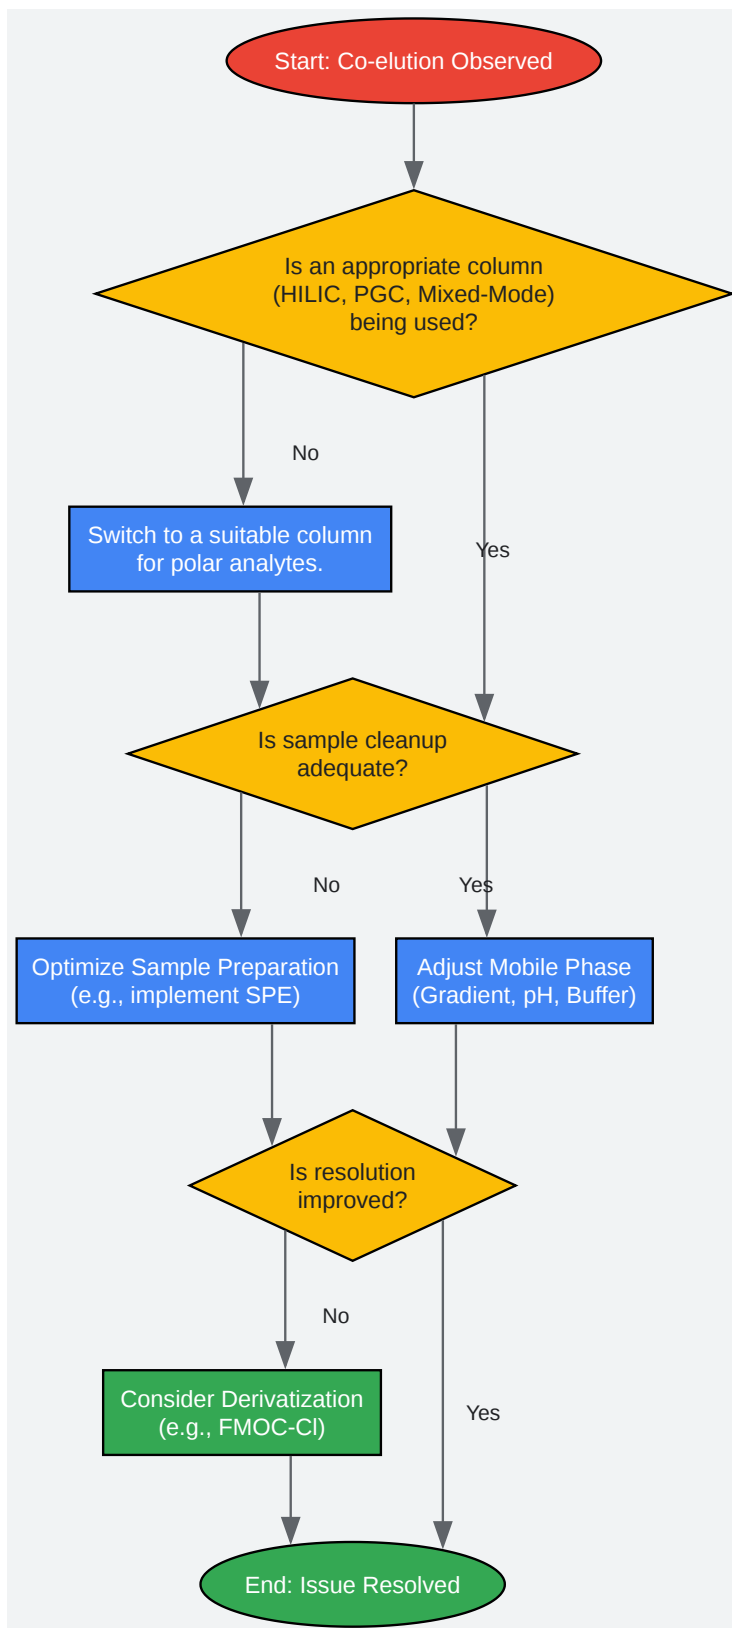 Start: Co-elution Observed
Is an appropriate column
(HILIC, PGC, Mixed-Mode)
being used?
No
Switch to a suitable column
for polar analytes.
Yes
Is sample cleanup
adequate?
No
Yes
Optimize Sample Preparation
(e.g., implement SPE)
Adjust Mobile Phase
(Gradient, pH, Buffer)
Is resolution
improved?
No
Consider Derivatization
(e.g., FMOC-Cl)
Yes
End: Issue Resolved